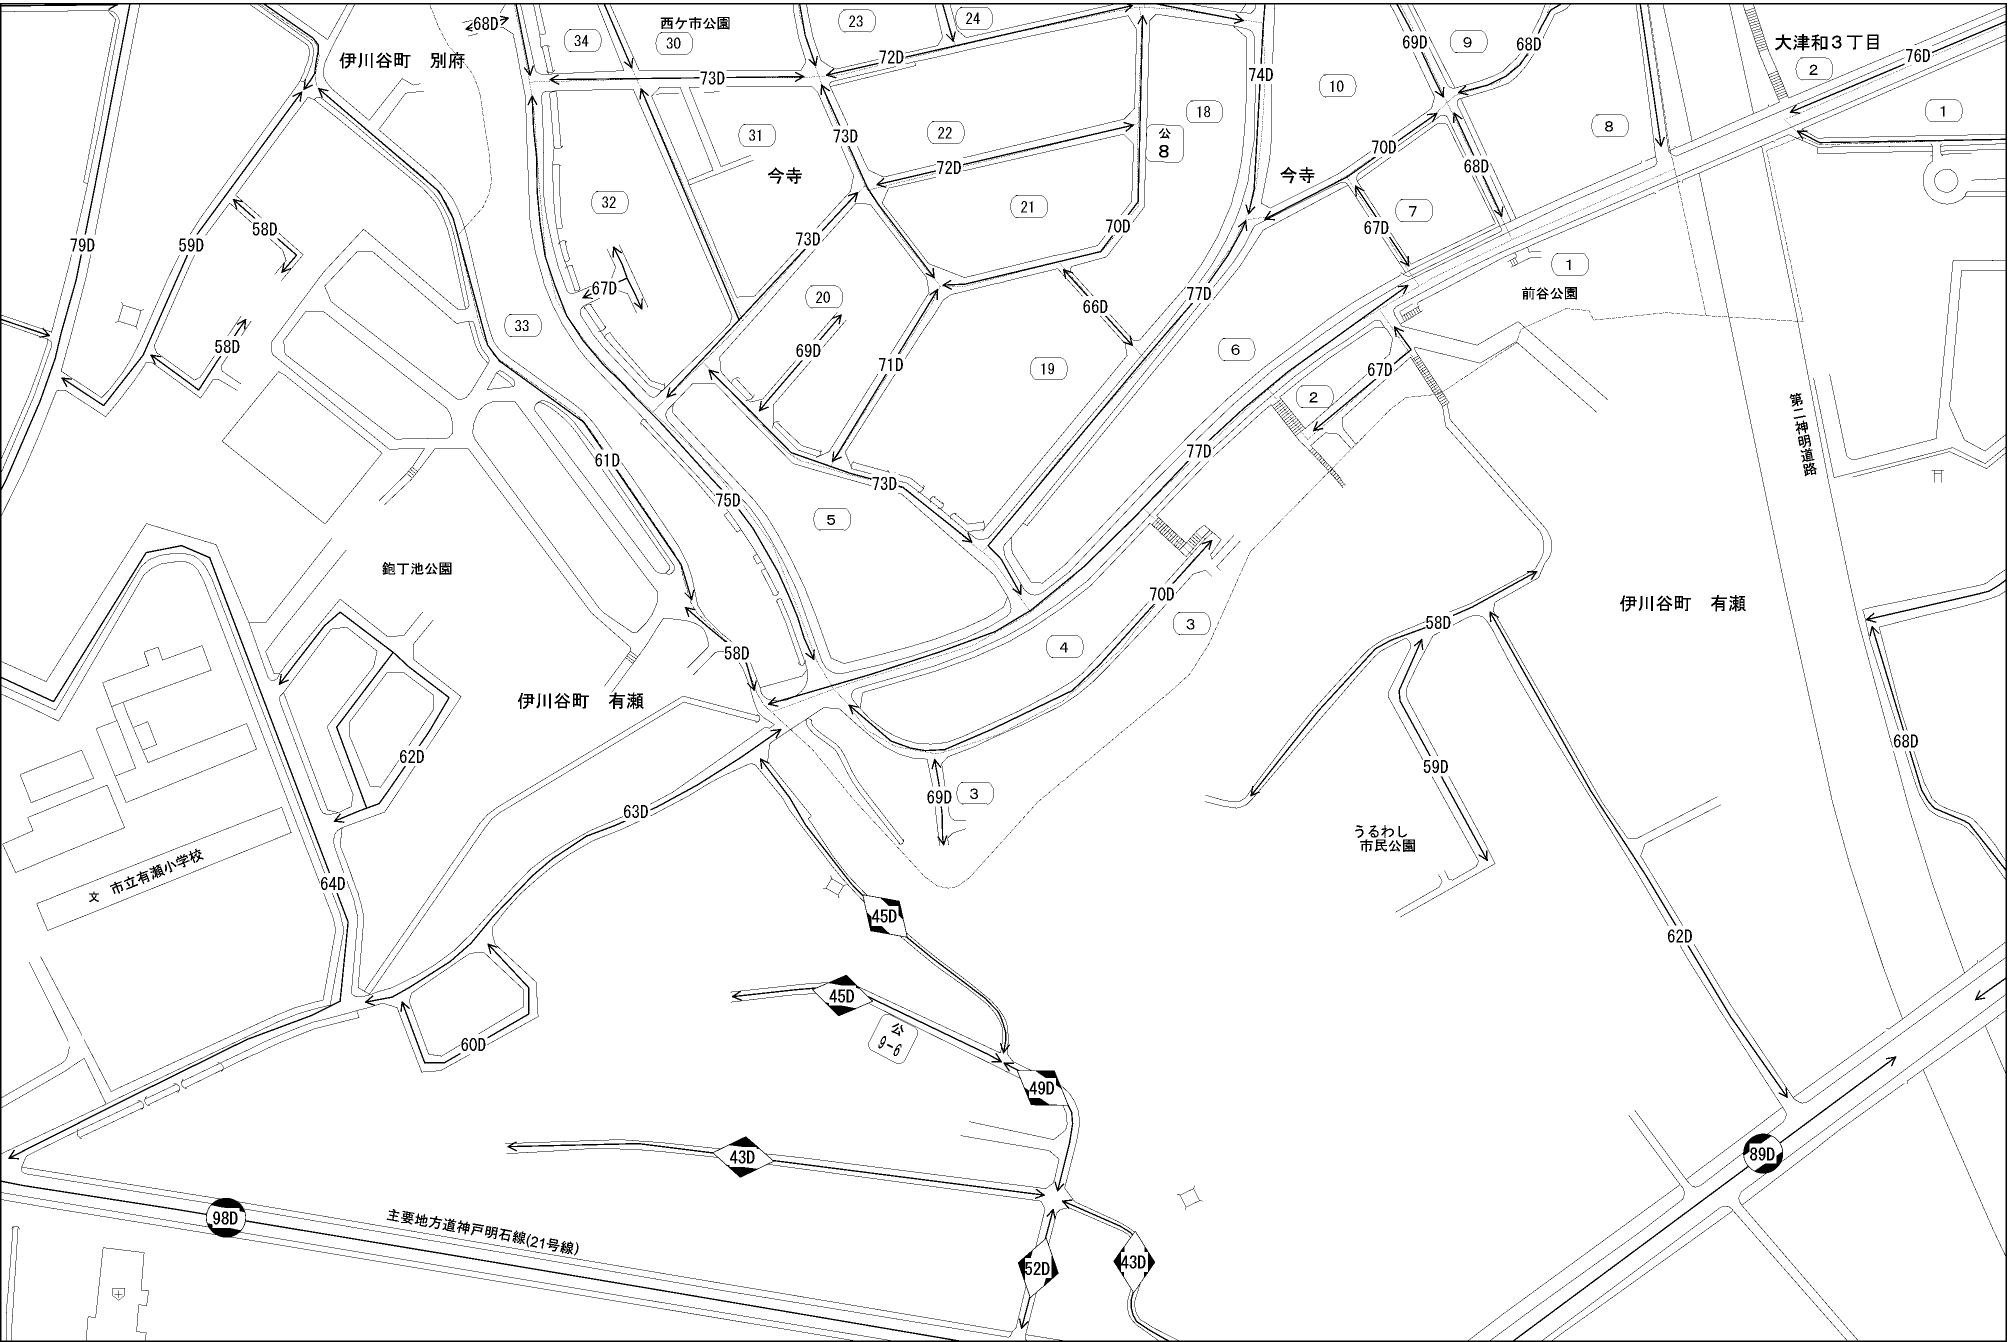 68D
34
西ケ市公園
30
23
24
69D
9
68D
大津和3丁目
伊川谷町 別府
73D
72D
74D
10
2
76D
31
73D
22
公
8
18
8
1
今寺
72D
70D
68D
今寺
32
21
7
79D
59D
58D
73D
70D
67D
67D
20
66D
77D
1
前谷公園
33
58D
69D
71D
19
6
67D
2
第二神明道路
61D
75D
73D
5
77D
鉋丁池公園
70D
3
58D
伊川谷町 有瀬
58D
4
伊川谷町 有瀬
62D
59D
68D
63D
69D
3
うるわし
市民公園
文 市立有瀬小学校
64D
45D
62D
45D
公
9-6
60D
49D
43D
89D
98D
主要地方道神戸明石線(21号線)
52D
43D